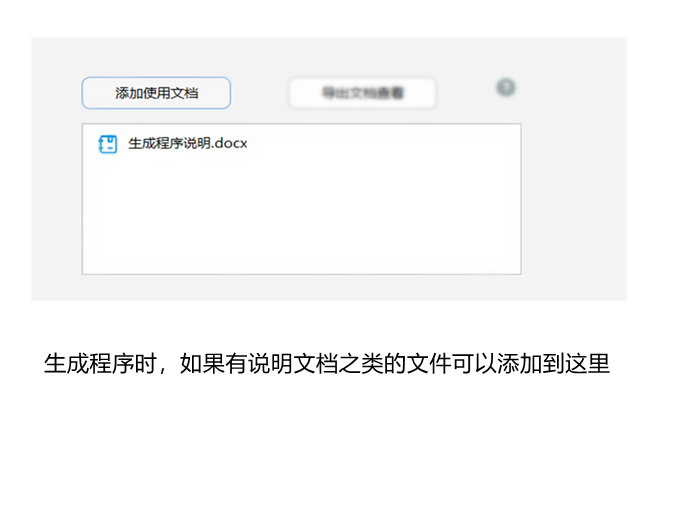 添加使用文档
导出文档查看
?
生成程序说明.docx
生成程序时，如果有说明文档之类的文件可以添加到这里